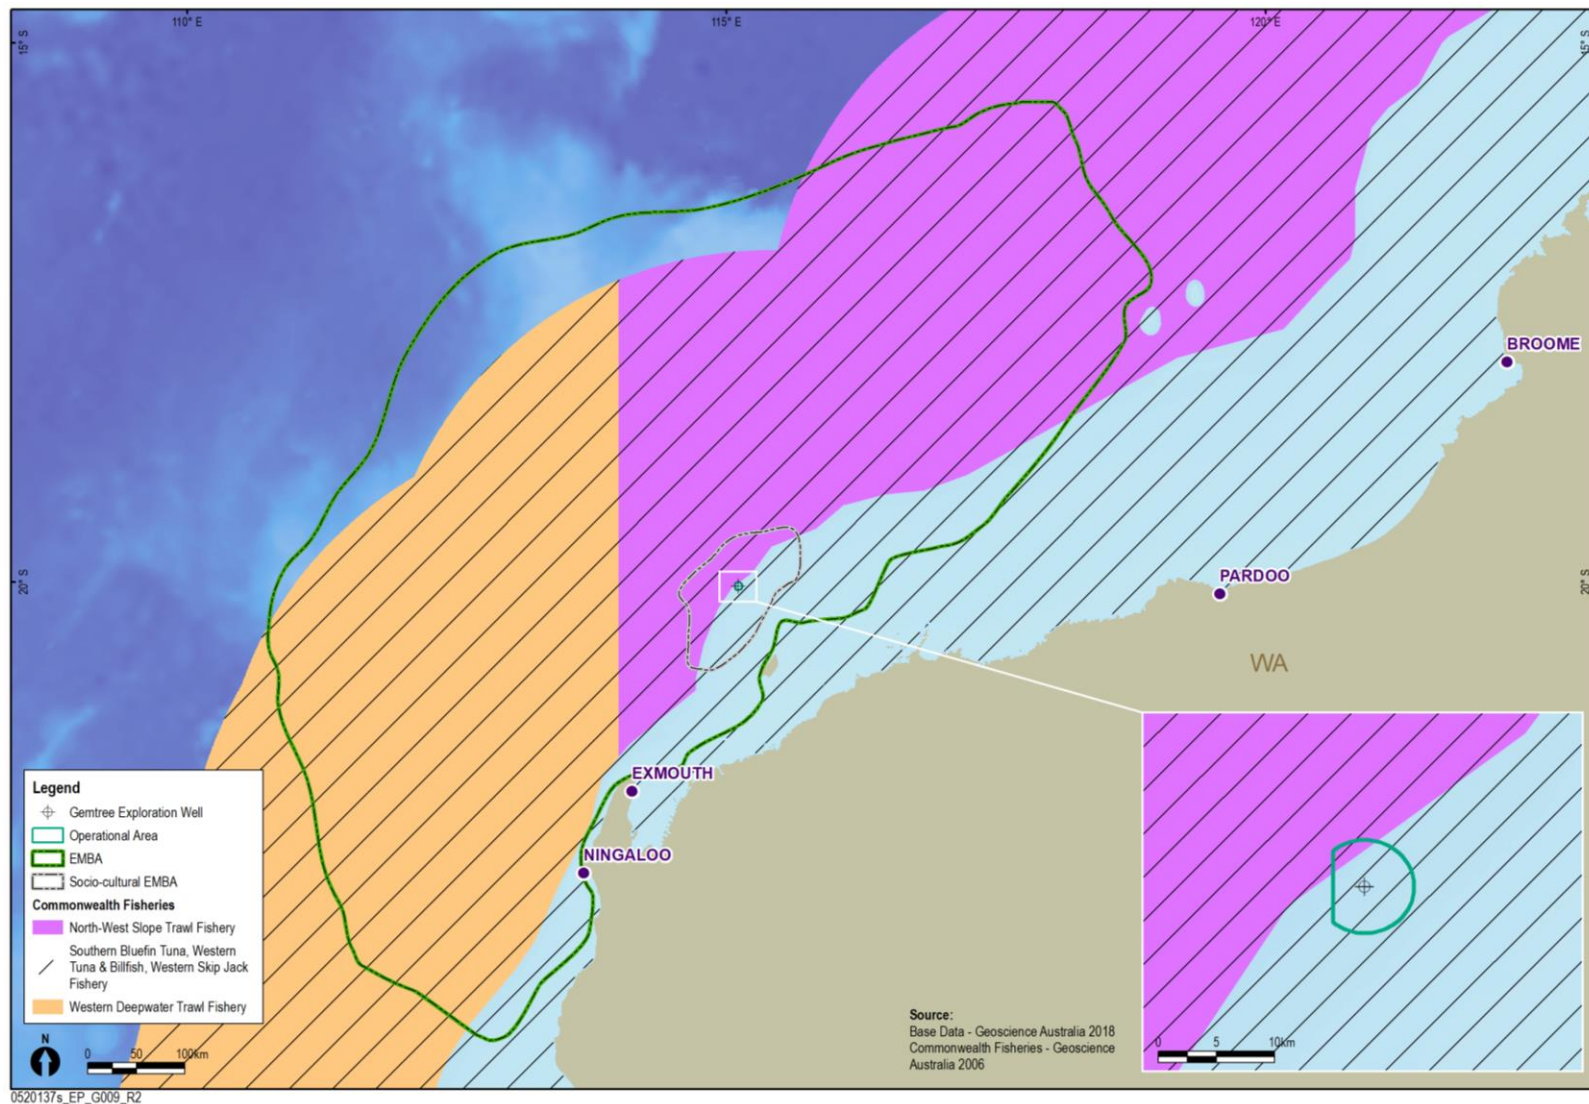 110° E
115° E
120° E
15° S
15° S
BROOME
20° S
20° S
PARDOO
WA
EXMOUTH
NINGALOO
Legend
Gemtree Exploration Well
Operational Area
EMBA
Socio-cultural EMBA
Commonwealth Fisheries
North-West Slope Trawl Fishery
Southern Bluefin Tuna, Western
Tuna & Billfish, Western Skip Jack
Fishery
Western Deepwater Trawl Fishery
N
0 50 100km
Source:
Base Data - Geoscience Australia 2018
Commonwealth Fisheries - Geoscience
Australia 2006
0 5 10km
0520137s_EP_G009_R2